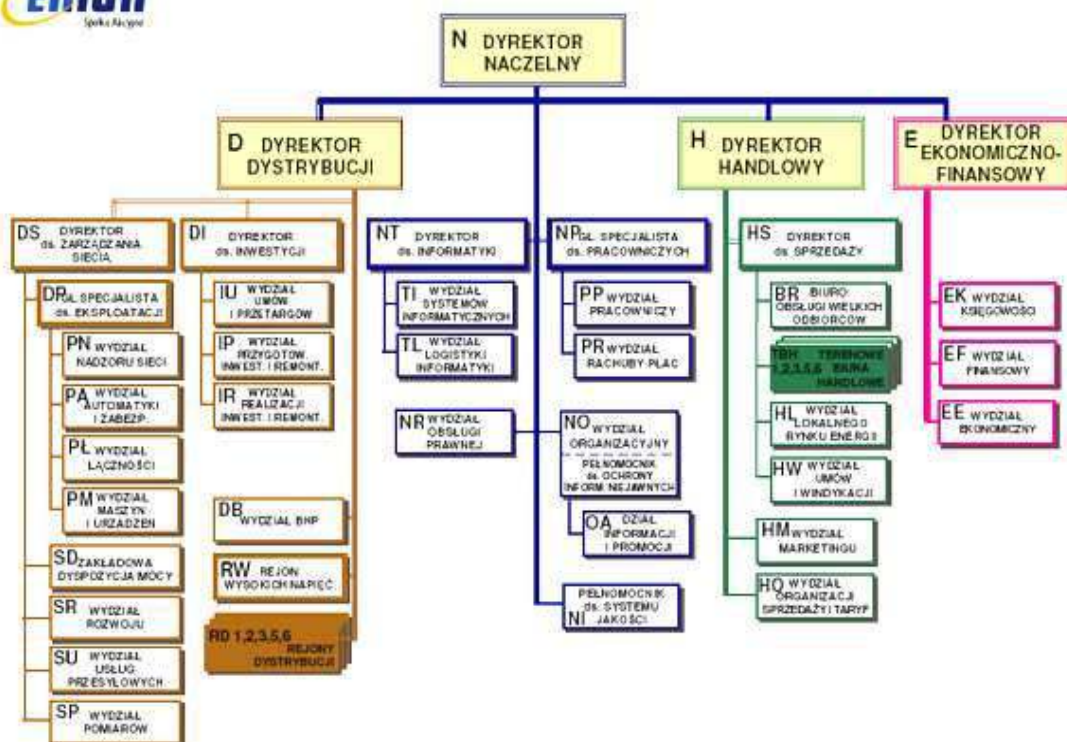 Spółka Akcyjna
N DYREKTOR
NACZELNY
D DYREKTOR
DYSTRYBUCJI
H DYREKTOR
HANDLOWY
E DYREKTOR
EKONOMICZNO-
FINANSOWY
DS DYREKTOR
ds. ZARZĄDZANIA
SIECIĄ
DP GŁ. SPECJALISTA
ds. EKSPLOATACJI
PN WYDZIAŁ
NADZORU SIECI
PA WYDZIAŁ
AUTOMATYKI
I ZABEZP.
PŁ WYDZIAŁ
ŁĄCZNOŚCI
PM WYDZIAŁ
MASZYN
I URZĄDZEŃ
SD ZAKŁADOWA
DYSPOZYCJA MOCY
SR WYDZIAŁ
ROZWOJU
SU WYDZIAŁ
USŁUG
PRZESYŁOWYCH
SP WYDZIAŁ
POMIARÓW
DI DYREKTOR
ds. INWESTYCJI
IU WYDZIAŁ
UMÓW
I PRZETARGÓW
IP WYDZIAŁ
PRZYGOTOW.
INWEST. I REMONT.
IR WYDZIAŁ
REALIZACJI
INWEST. I REMONT.
DB WYDZIAŁ BHP
RW REJON
WYSOKICH NAPIĘĆ
RD 1,2,3,5,6
REJONY
DYSTRYBUCJI
NT DYREKTOR
ds. INFORMATYKI
TI WYDZIAŁ
SYSTEMÓW
INFORMATYCZNYCH
TL WYDZIAŁ
LOGISTYKI
INFORMATYKI
NR WYDZIAŁ
OBSŁUGI
PRAWNEJ
NP GŁ. SPECJALISTA
ds. PRACOWNICZYCH
PP WYDZIAŁ
PRACOWNICZY
PR WYDZIAŁ
RACHUBY PŁAC
NO WYDZIAŁ
ORGANIZACYJNY
PEŁNOMOCNIK
ds. OCHRONY
INFORM. NIEJAWNYCH
OA DZIAŁ
INFORMACJI
I PROMOCJI
PEŁNOMOCNIK
ds. SYSTEMU
NI JAKOŚCI
HS DYREKTOR
ds. SPRZEDAŻY
BR BIURO
OBSŁUGI WIELKICH
ODBIORCÓW
TBH TERENOWE
1,2,3,5,6 BIURA
HANDLOWE
HL WYDZIAŁ
LOKALNEGO
RYNKU ENERGII
HW WYDZIAŁ
UMÓW
I WINDYKACJI
HM WYDZIAŁ
MARKETINGU
HO WYDZIAŁ
ORGANIZACJI
SPRZEDAŻY I TARYF
EK WYDZIAŁ
KSIĘGOWOŚCI
EF WYDZIAŁ
FINANSOWY
EE WYDZIAŁ
EKONOMICZNY